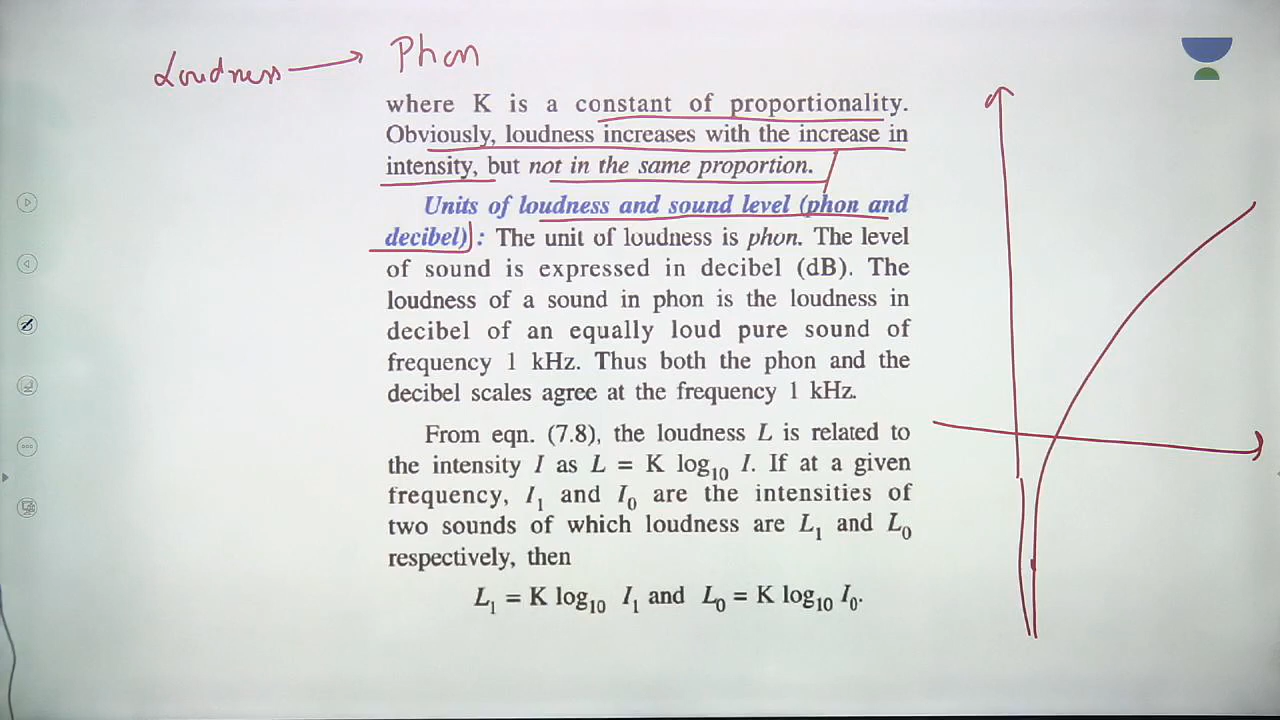 Loudness → Phon
where K is a constant of proportionality.
Obviously, loudness increases with the increase in
intensity, but not in the same proportion.
Units of loudness and sound level (phon and
decibel) : The unit of loudness is phon. The level
of sound is expressed in decibel (dB). The
loudness of a sound in phon is the loudness in
decibel of an equally loud pure sound of
frequency 1 kHz. Thus both the phon and the
decibel scales agree at the frequency 1 kHz.
From eqn. (7.8), the loudness L is related to
the intensity I as L = K log₁₀ I. If at a given
frequency, I₁ and I₀ are the intensities of
two sounds of which loudness are L₁ and L₀
respectively, then
L₁ = K log₁₀ I₁ and L₀ = K log₁₀ I₀.